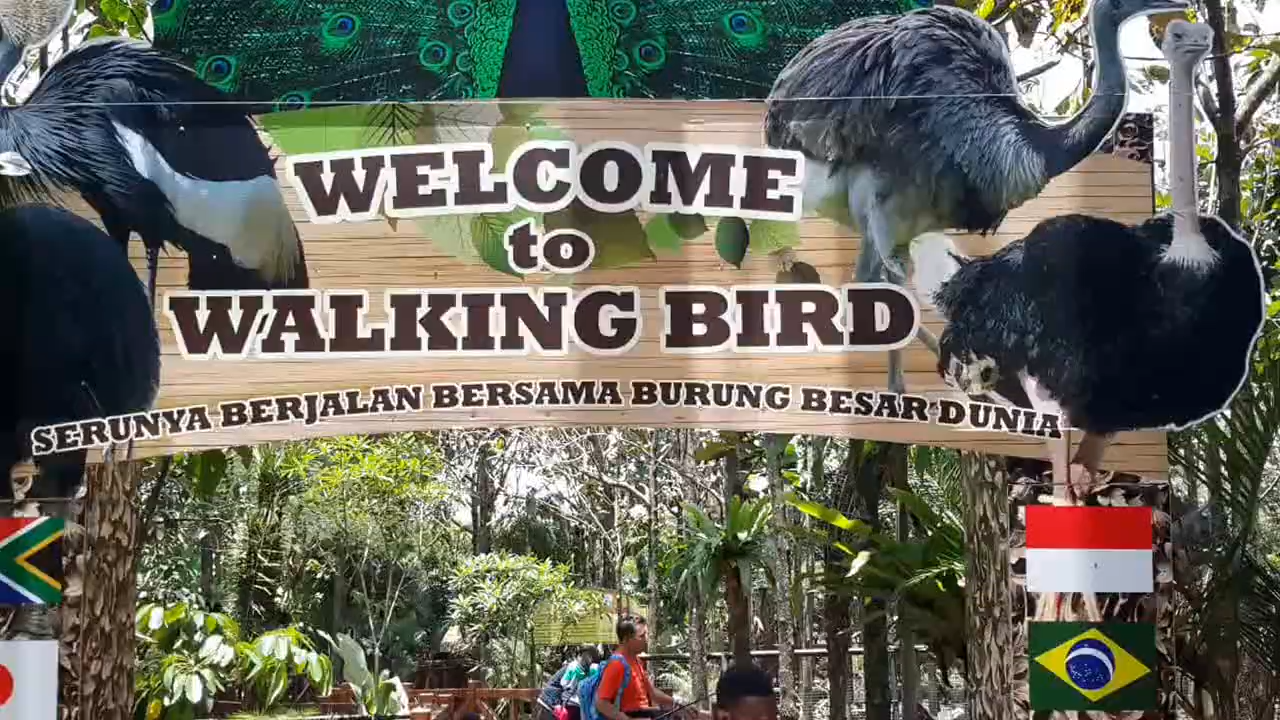 WELCOME
to
WALKING BIRD
SERUNYA BERJALAN BERSAMA BURUNG BESAR DUNIA